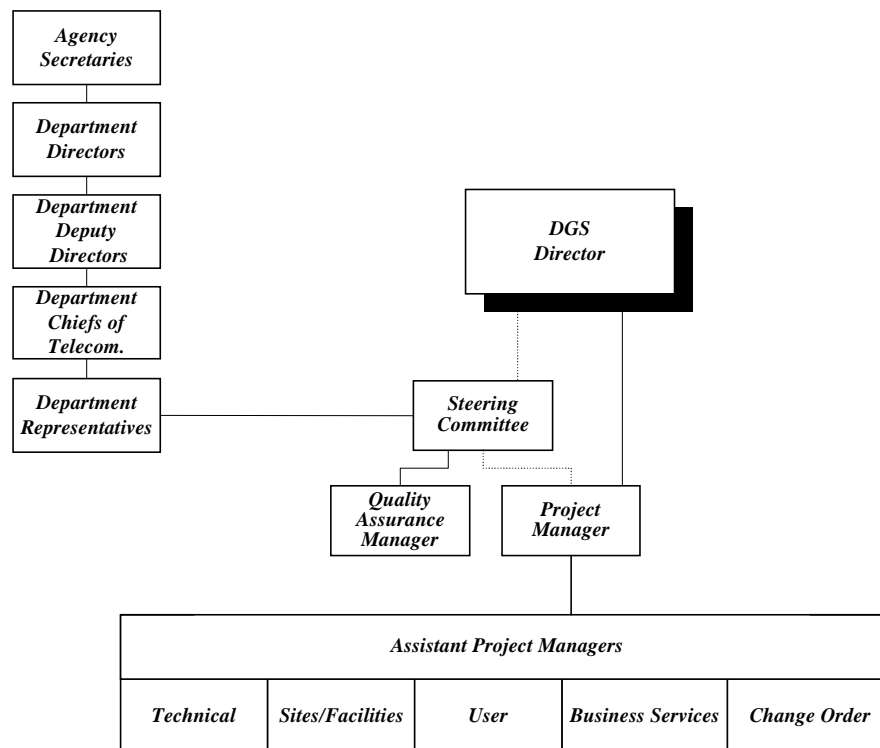 Agency
Secretaries
Department
Directors
Department
Deputy
Directors
Department
Chiefs of
Telecom.
Department
Representatives
DGS
Director
Steering
Committee
Quality
Assurance
Manager
Project
Manager
Assistant Project Managers
Technical
Sites/Facilities
User
Business Services
Change Order